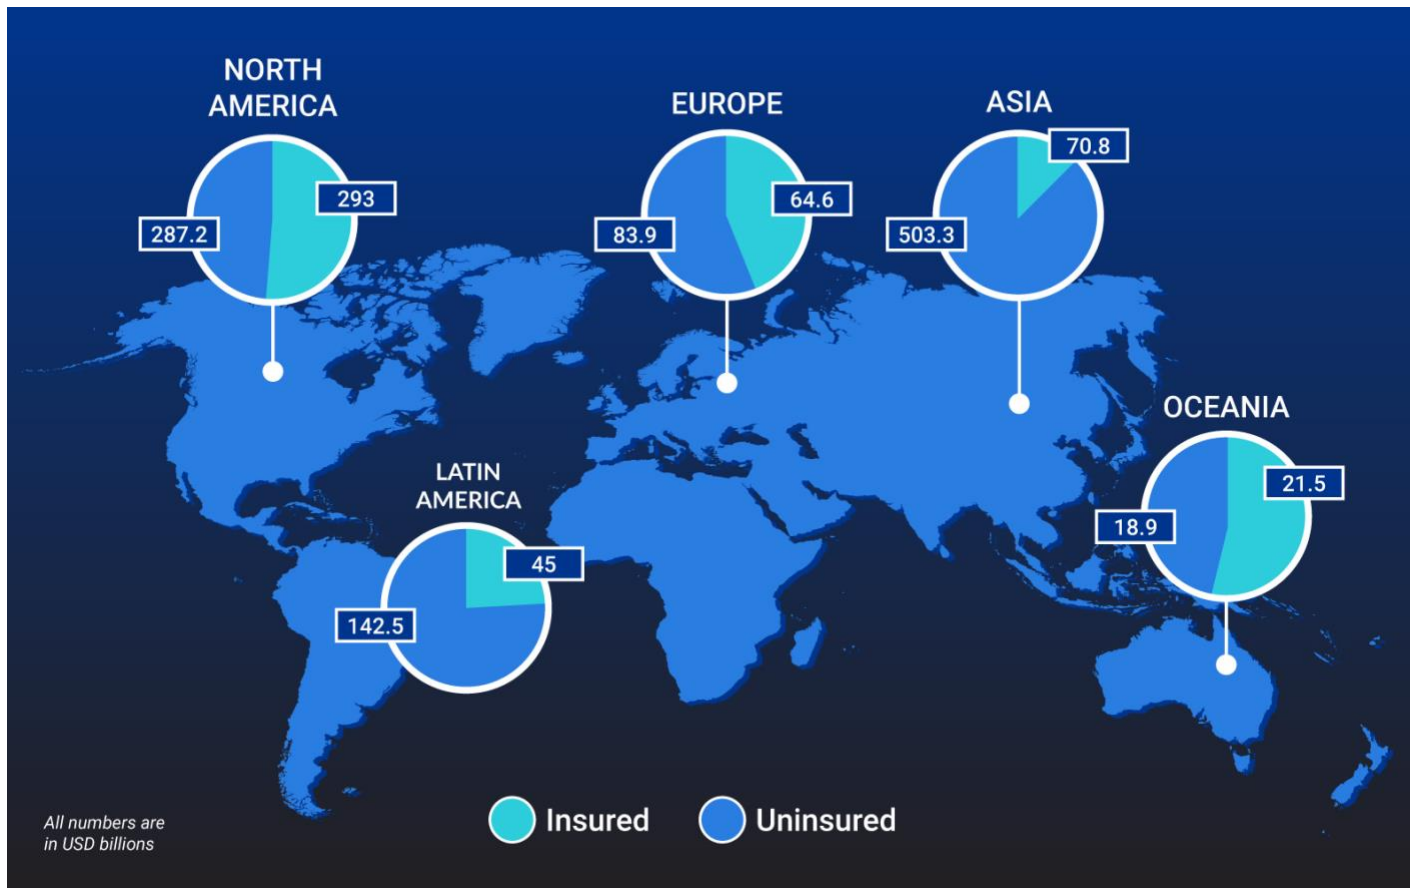 NORTH
AMERICA
293
287.2
EUROPE
64.6
83.9
ASIA
70.8
503.3
OCEANIA
21.5
18.9
LATIN
AMERICA
45
142.5
Insured
Uninsured
All numbers are
in USD billions